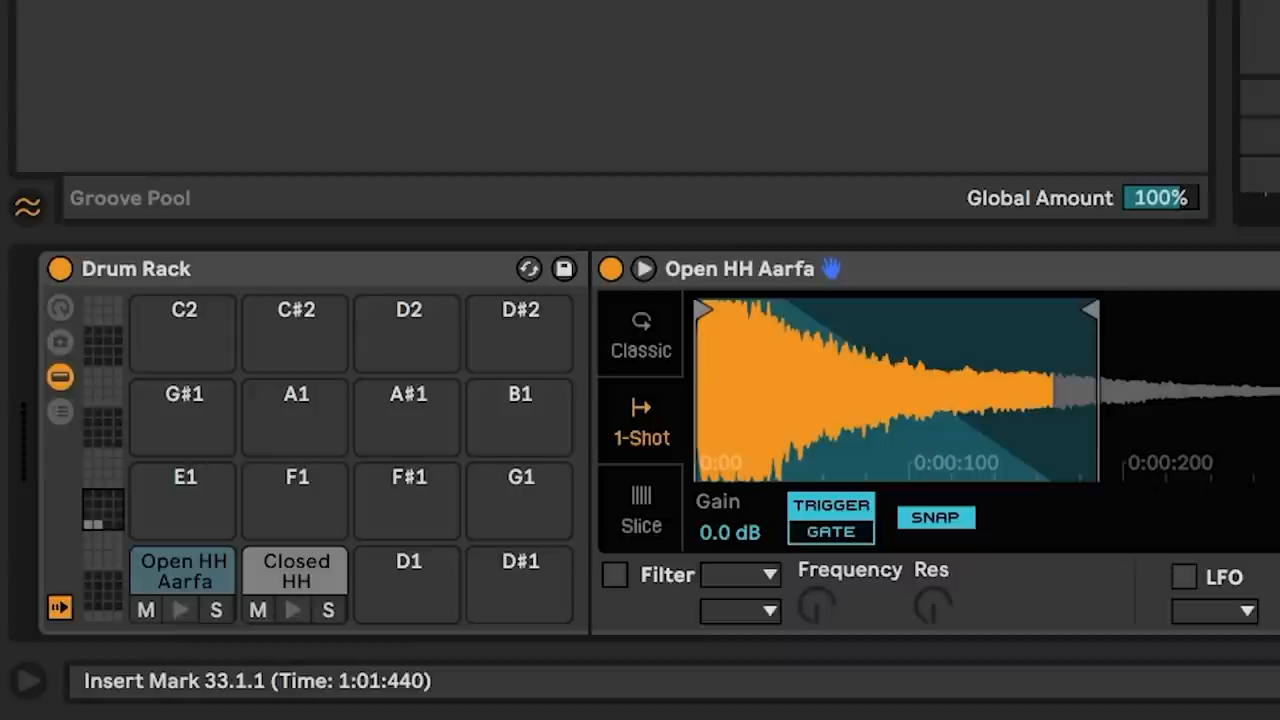 Groove Pool
Global Amount 100%
Drum Rack
Open HH Aarfa
C2 C#2 D2 D#2
G#1 A1 A#1 B1
E1 F1 F#1 G1
Open HH
Aarfa
Closed
HH
D1 D#1
M S M S
Classic
1-Shot
Slice
0:00 0:00:100 0:00:200
Gain
0.0 dB
TRIGGER
GATE
SNAP
Filter
Frequency Res
LFO
Insert Mark 33.1.1 (Time: 1:01:440)